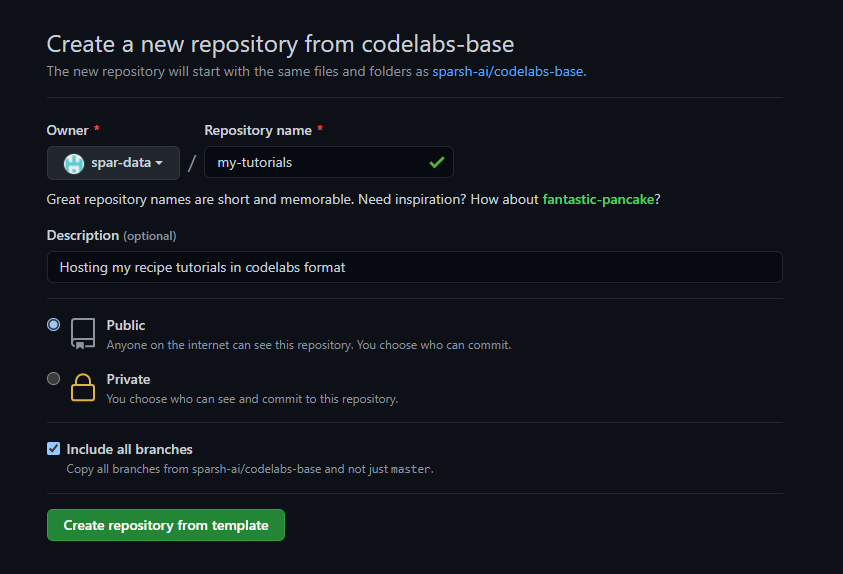 Create a new repository from codelabs-base
The new repository will start with the same files and folders as sparsh-ai/codelabs-base.
Owner * Repository name *
spar-data / my-tutorials
Great repository names are short and memorable. Need inspiration? How about fantastic-pancake?
Description (optional)
Hosting my recipe tutorials in codelabs format
Public
Anyone on the internet can see this repository. You choose who can commit.
Private
You choose who can see and commit to this repository.
Include all branches
Copy all branches from sparsh-ai/codelabs-base and not just master.
Create repository from template